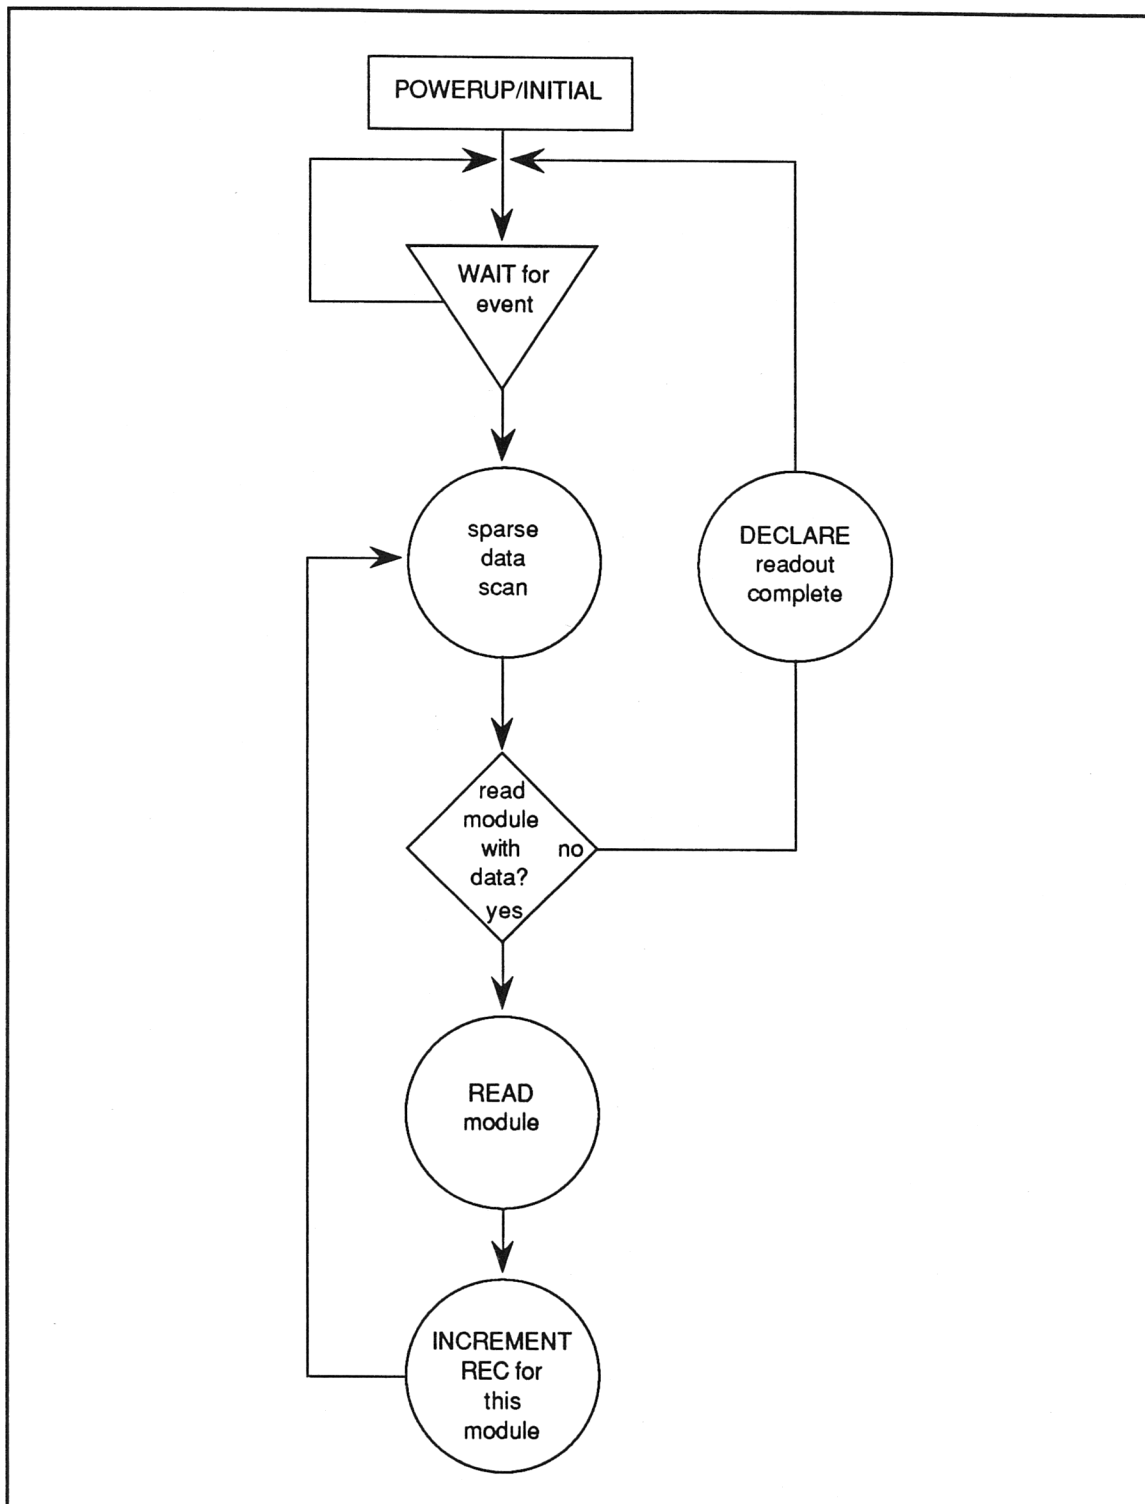 POWERUP/INITIAL
WAIT for
event
sparse
data
scan
DECLARE
readout
complete
read
module
with no
data?
yes
READ
module
INCREMENT
REC for
this
module